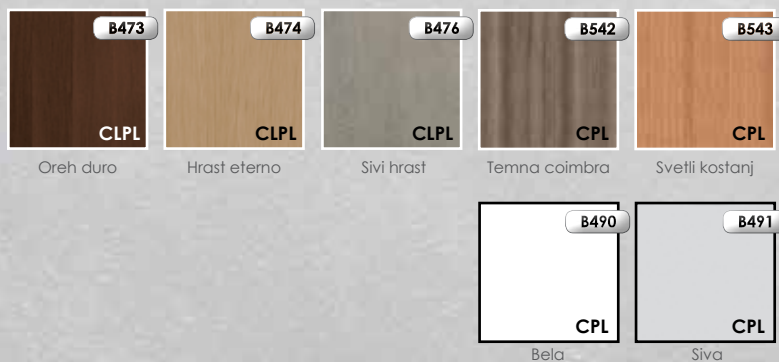 B473 B474 B476 B542 B543
CLPL CLPL CLPL CPL CPL
Oreh duro Hrast eterno Sivi hrast Temna coimbra Svetli kostanj
B490 B491
CPL CPL
Bela Siva